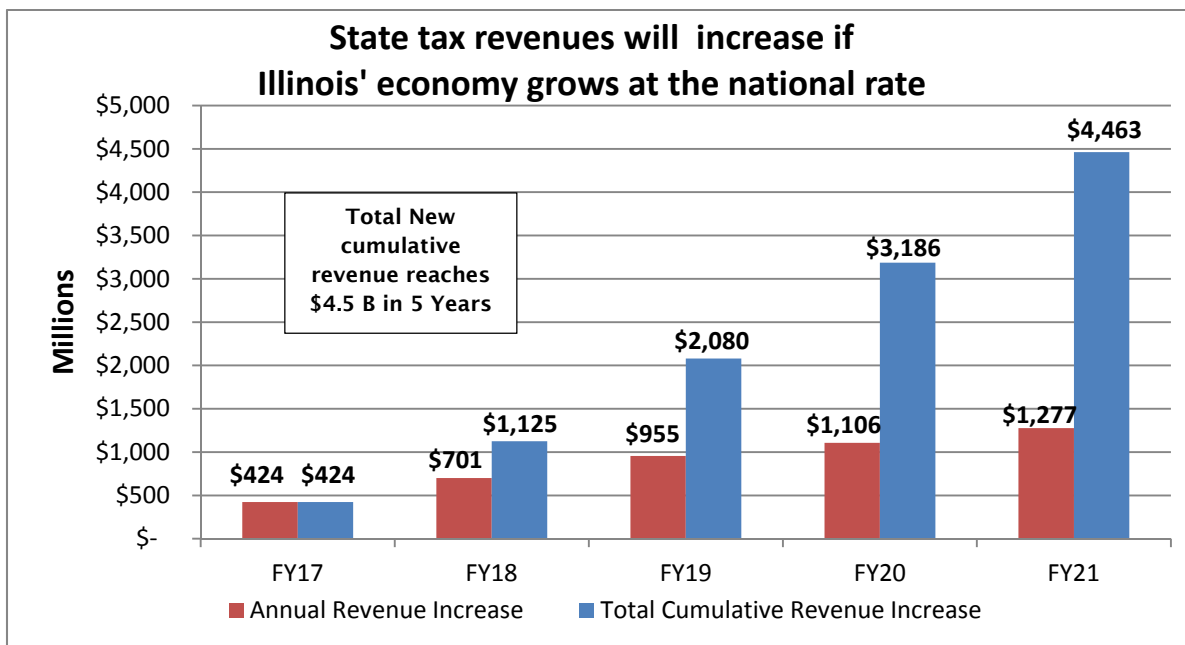 State tax revenues will increase if
Illinois' economy grows at the national rate
Millions
$5,000
$4,500
$4,000
$3,500
$3,000
$2,500
$2,000
$1,500
$1,000
$500
$-
Total New
cumulative
revenue reaches
$4.5 B in 5 Years
$424 $424
$701 $1,125
$955 $2,080
$1,106 $3,186
$1,277 $4,463
FY17 FY18 FY19 FY20 FY21
Annual Revenue Increase Total Cumulative Revenue Increase